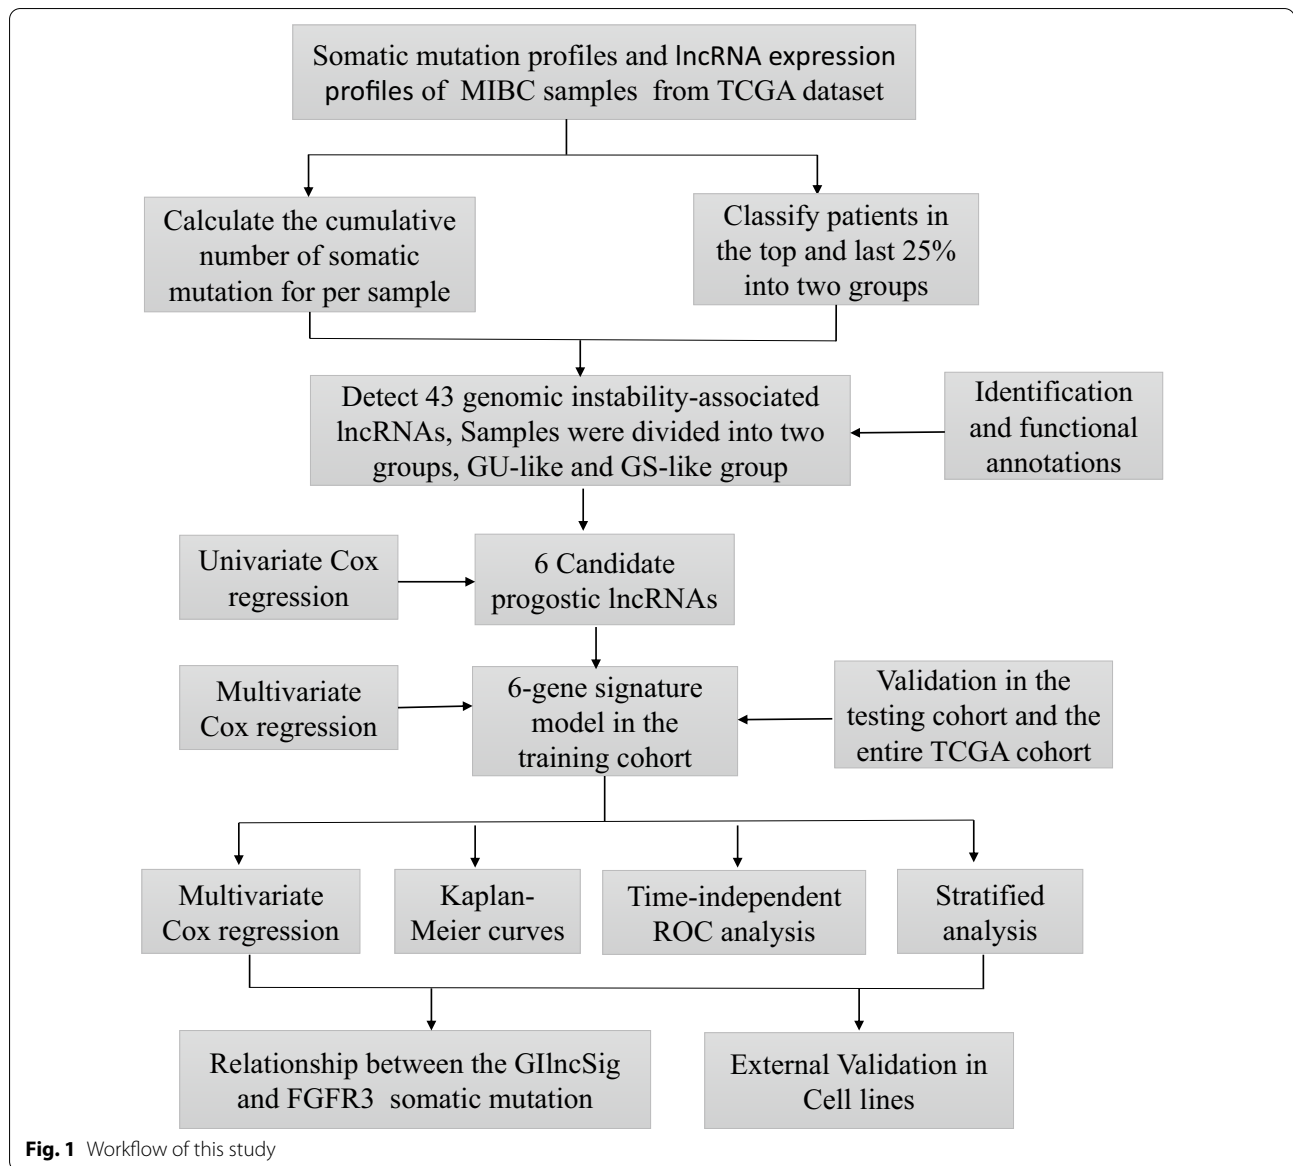 Somatic mutation profiles and lncRNA expression
profiles of MIBC samples from TCGA dataset
Calculate the cumulative
number of somatic
mutation for per sample
Classify patients in
the top and last 25%
into two groups
Detect 43 genomic instability-associated
lncRNAs, Samples were divided into two
groups, GU-like and GS-like group
Identification
and functional
annotations
Univariate Cox
regression
6 Candidate
progostic lncRNAs
Multivariate
Cox regression
6-gene signature
model in the
training cohort
Validation in the
testing cohort and the
entire TCGA cohort
Multivariate
Cox regression
Kaplan-
Meier curves
Time-independent
ROC analysis
Stratified
analysis
Relationship between the GIlncSig
and FGFR3 somatic mutation
External Validation in
Cell lines
Fig. 1 Workflow of this study